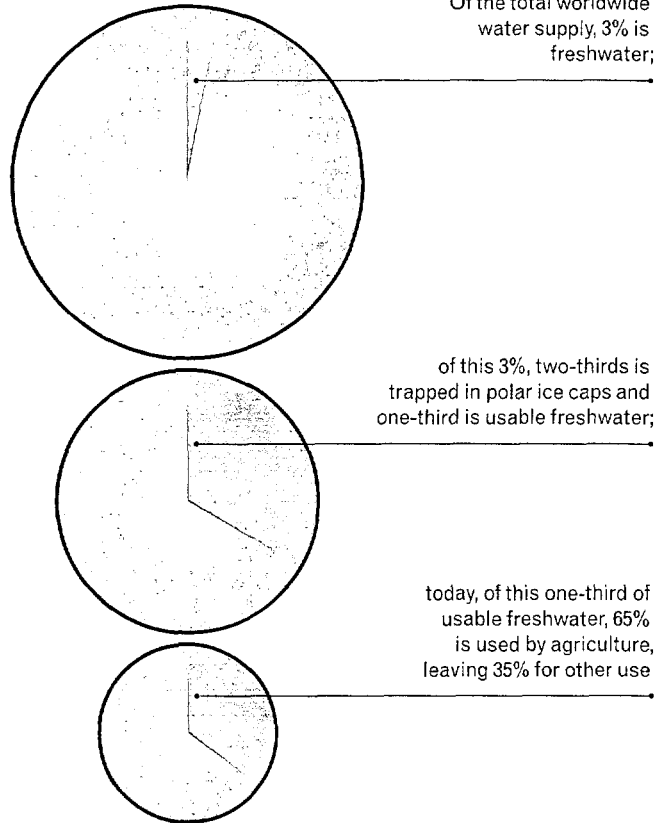 Of the total worldwide
water supply, 3% is
freshwater;
of this 3%, two-thirds is
trapped in polar ice caps and
one-third is usable freshwater;
today, of this one-third of
usable freshwater, 65%
is used by agriculture,
leaving 35% for other use